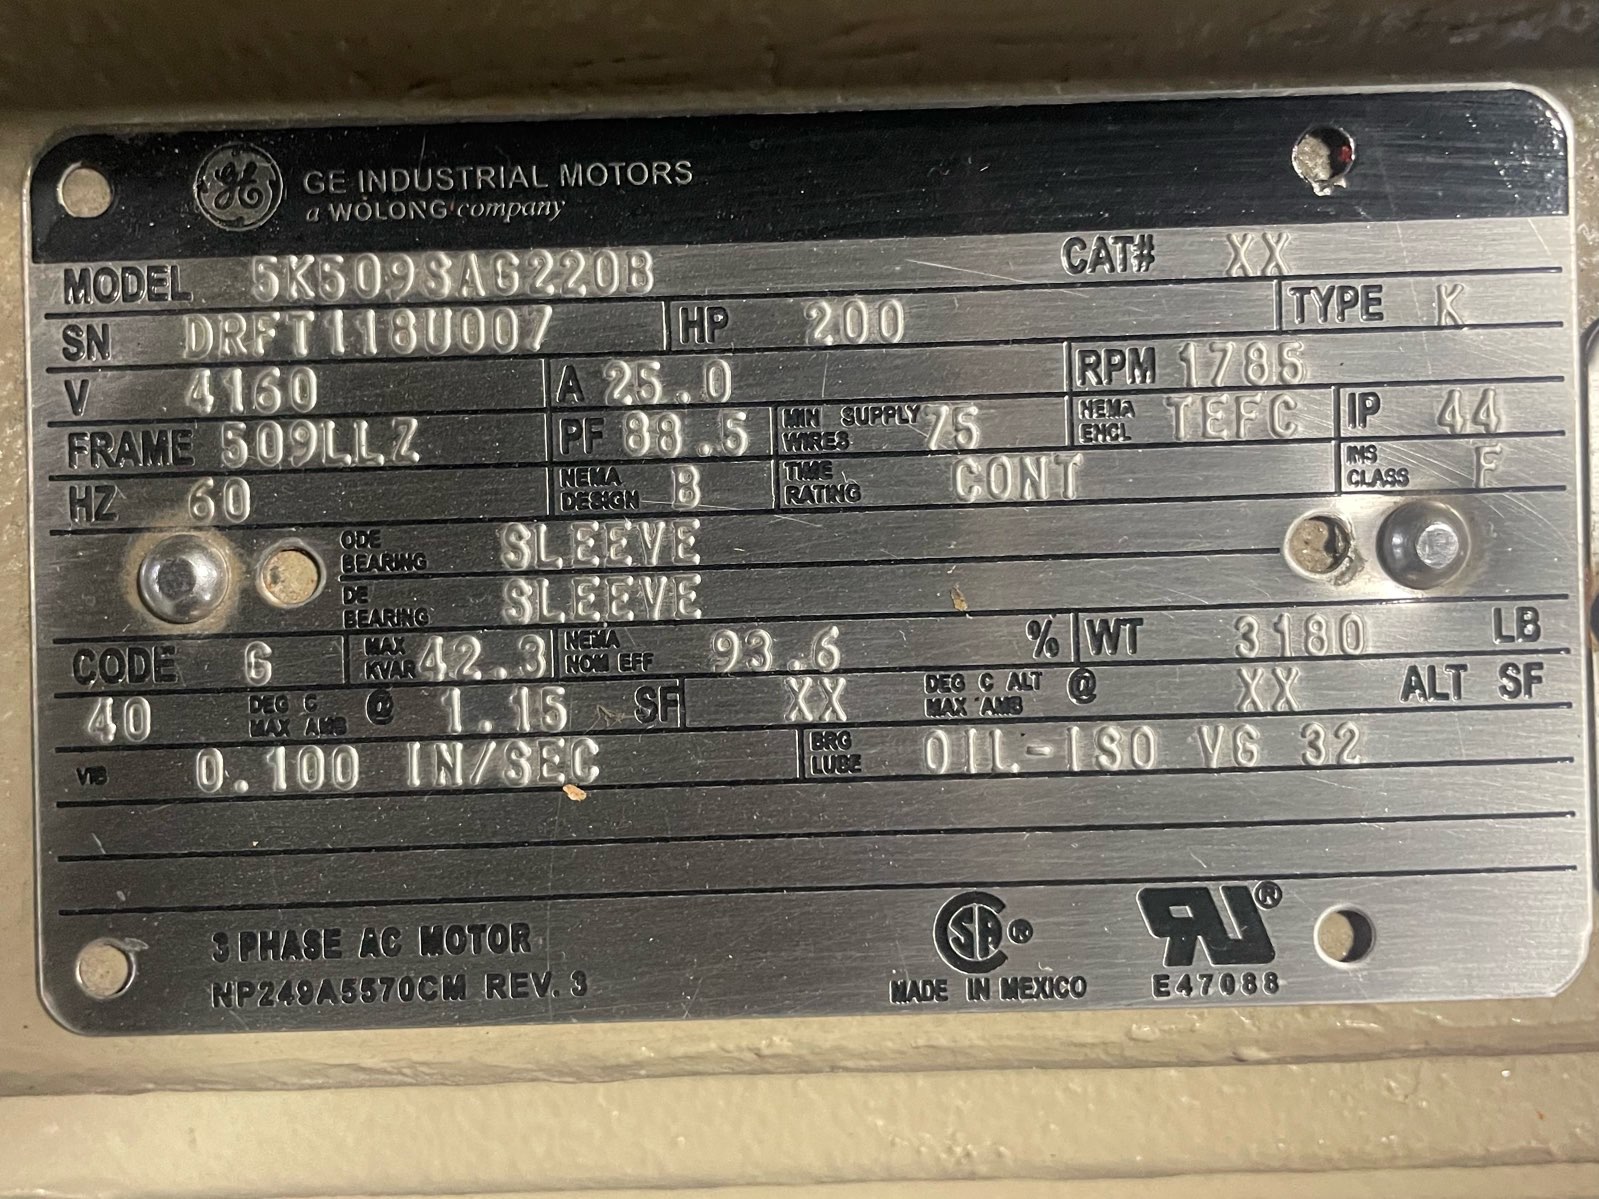 GE INDUSTRIAL MOTORS
a WOLONG company
MODEL 5K509SAG220B CAT# XX
SN DRFT118U007 HP 200 TYPE K
V 4160 A 25.0 RPM 1785
FRAME 509LLZ PF 88.5 MIN SUPPLY WIRES 75 NEMA ENCL TEFC IP 44
HZ 60 NEMA DESIGN B TIME RATING CONT INS CLASS F
ODE BEARING SLEEVE
DE BEARING SLEEVE
CODE G MAX KVAR 42.3 NEMA NOM EFF 93.6 % WT 3180 LB
40 DEG C MAX AMB @ 1.15 SF XX DEG C ALT MAX AMB @ XX ALT SF
VIB 0.100 IN/SEC BRG LUBE OIL-ISO VG 32
3 PHASE AC MOTOR
NP249A5570CM REV. 3
MADE IN MEXICO
E47088